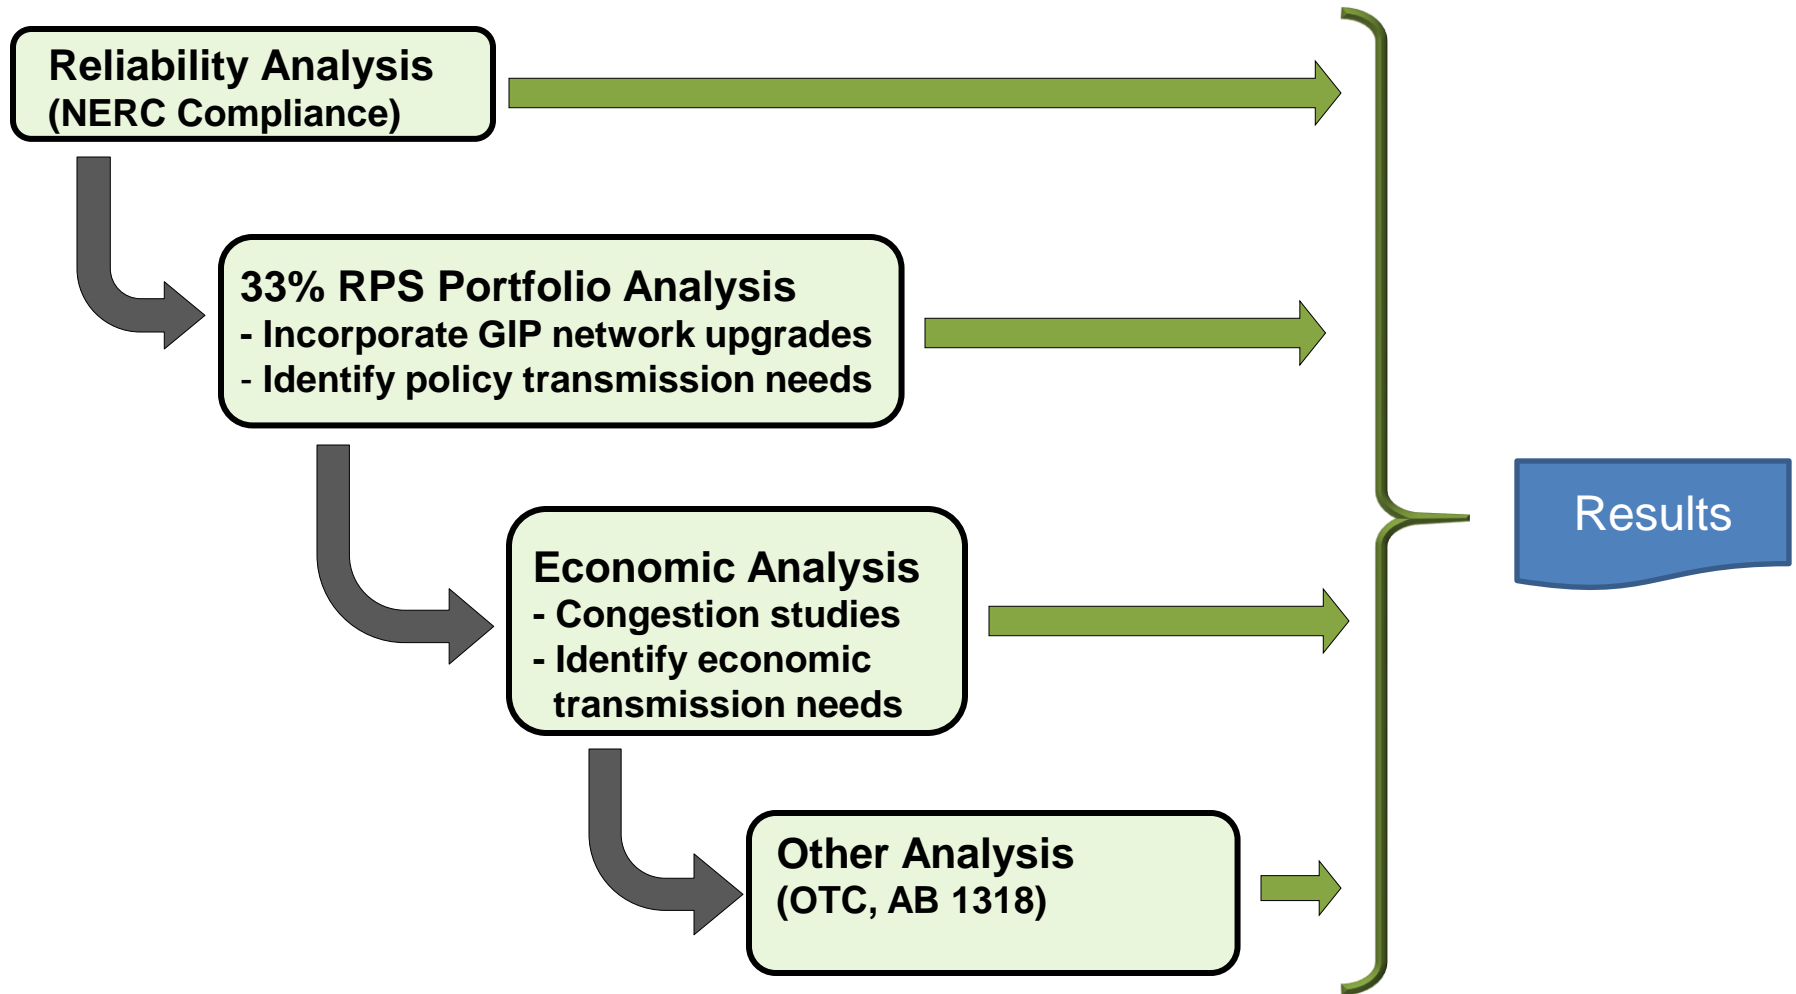 Reliability Analysis
(NERC Compliance)
33% RPS Portfolio Analysis
- Incorporate GIP network upgrades
- Identify policy transmission needs
Economic Analysis
- Congestion studies
- Identify economic
transmission needs
Results
Other Analysis
(OTC, AB 1318)